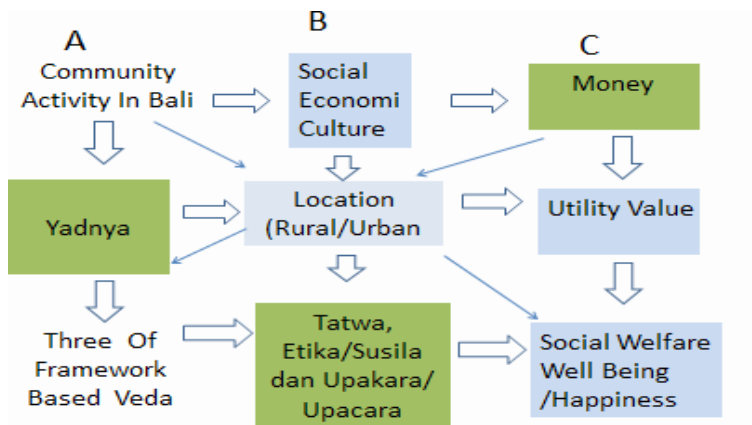 A
B
C
Community
Activity In Bali
Social
Economi
Culture
Money
Yadnya
Location
(Rural/Urban
Utility Value
Three Of
Framework
Based Veda
Tatwa,
Etika/Susila
dan Upakara/
Upacara
Social Welfare
Well Being
/Happiness